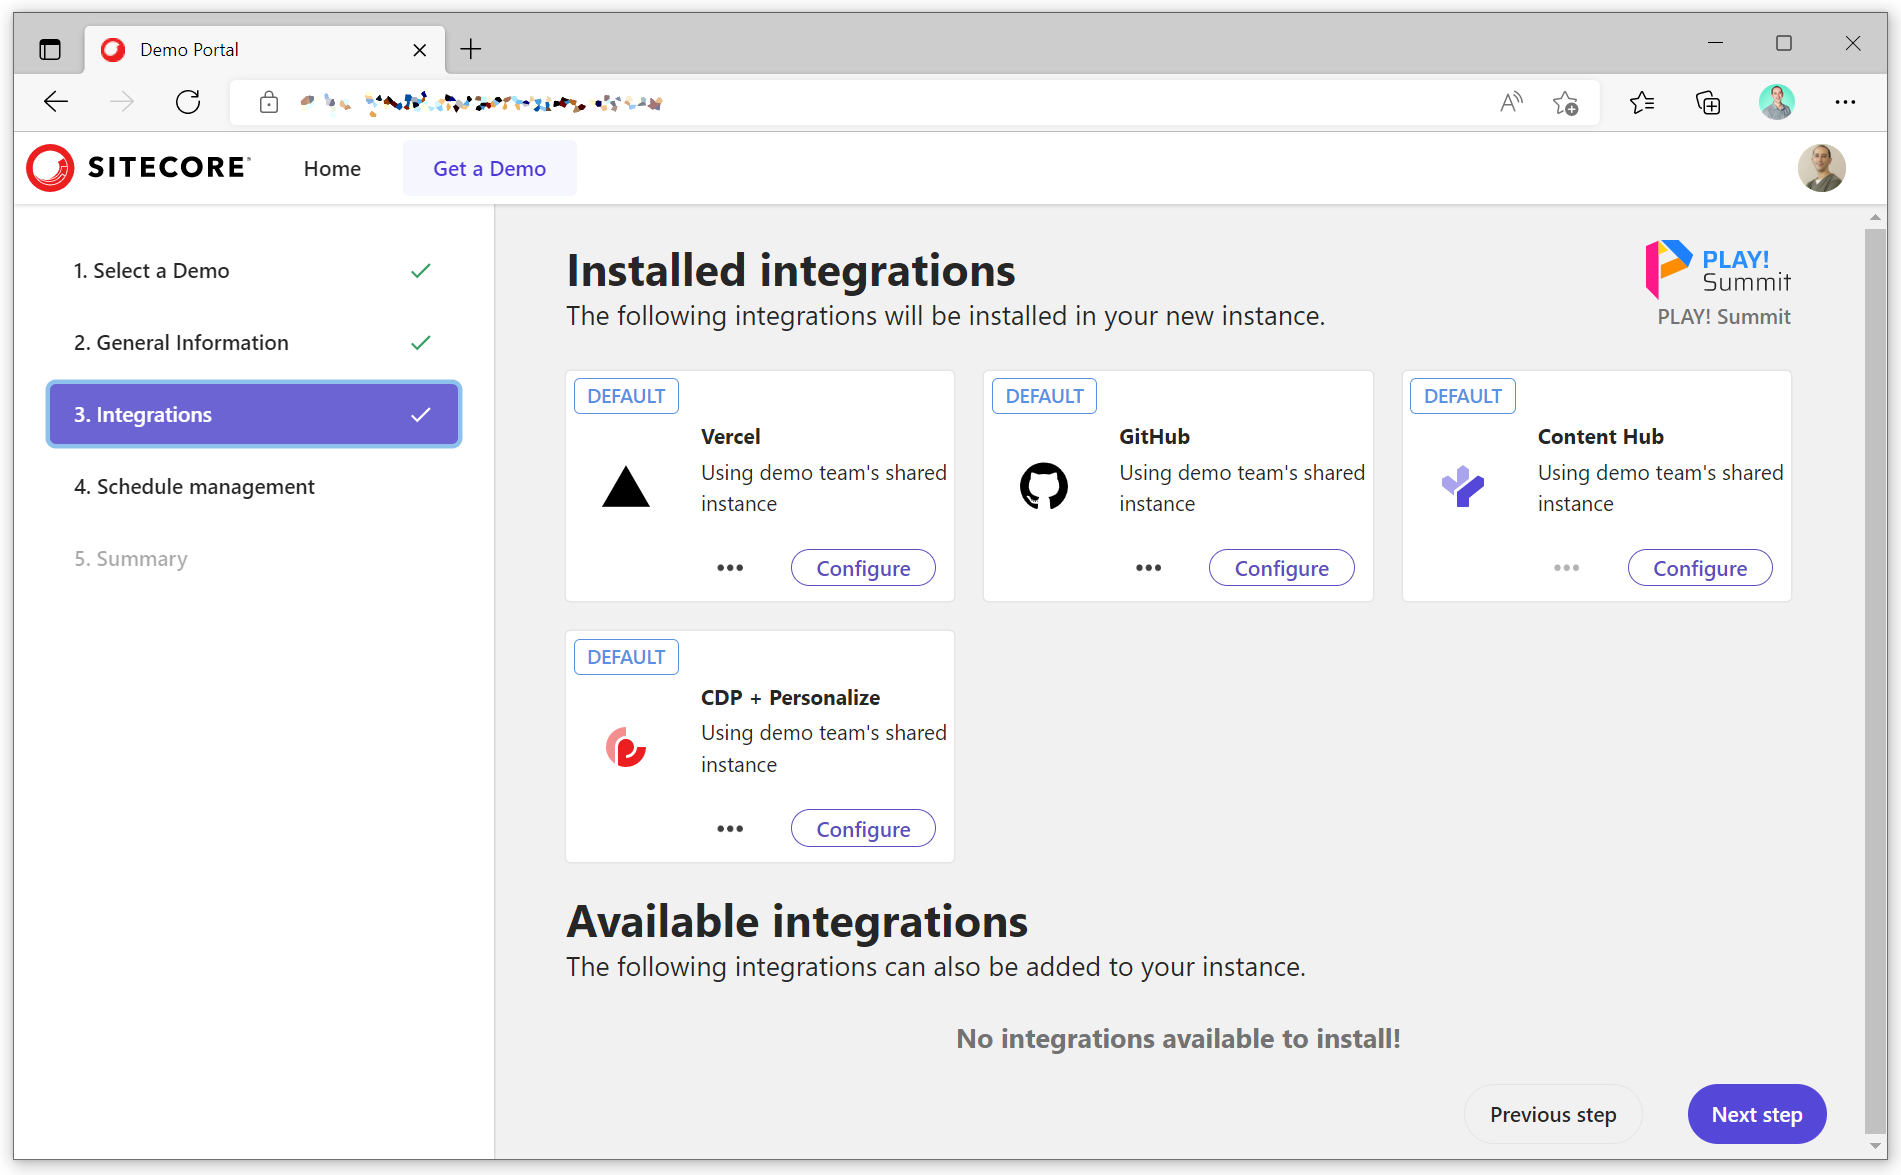 Demo Portal
SITECORE
Home
Get a Demo
1. Select a Demo
2. General Information
3. Integrations
4. Schedule management
5. Summary
Installed integrations
The following integrations will be installed in your new instance.
PLAY!
Summit
PLAY! Summit
DEFAULT
Vercel
Using demo team's shared
instance
Configure
DEFAULT
GitHub
Using demo team's shared
instance
Configure
DEFAULT
Content Hub
Using demo team's shared
instance
Configure
DEFAULT
CDP + Personalize
Using demo team's shared
instance
Configure
Available integrations
The following integrations can also be added to your instance.
No integrations available to install!
Previous step
Next step